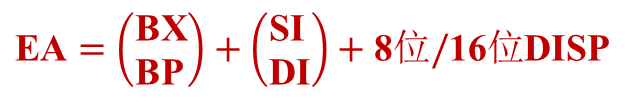 EA = (BX BP) + (SI DI) + 8位/16位DISP